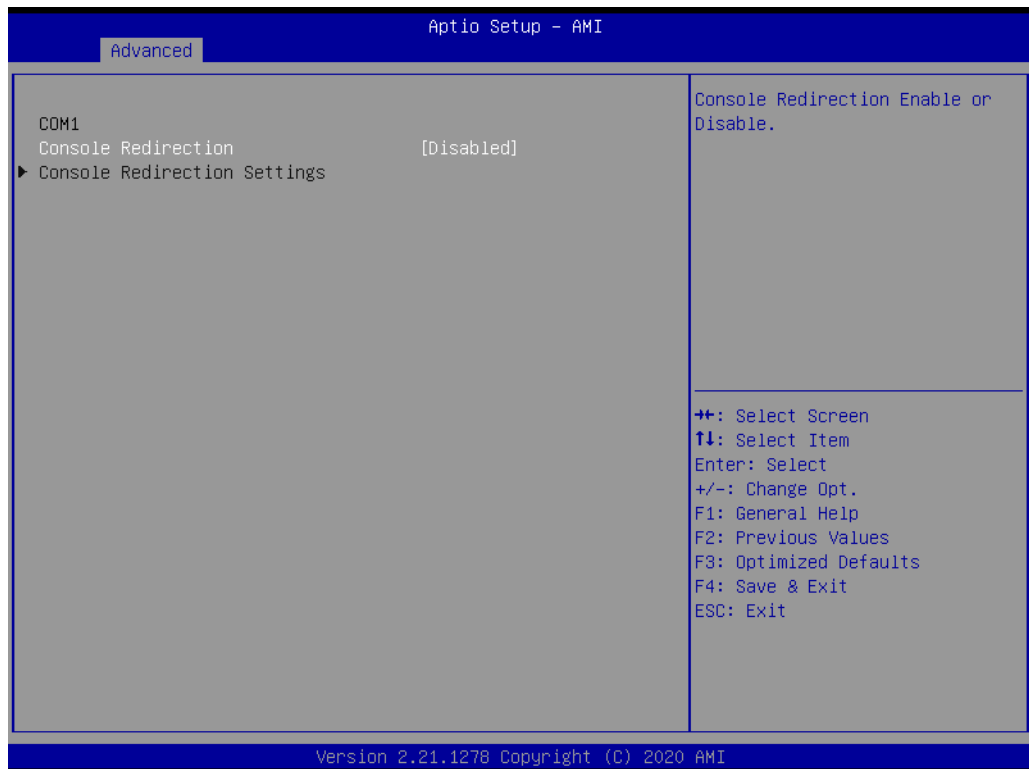 Aptio Setup – AMI
Advanced
COM1
Console Redirection [Disabled]
Console Redirection Settings
Console Redirection Enable or
Disable.
→←: Select Screen
↑↓: Select Item
Enter: Select
+/-: Change Opt.
F1: General Help
F2: Previous Values
F3: Optimized Defaults
F4: Save & Exit
ESC: Exit
Version 2.21.1278 Copyright (C) 2020 AMI